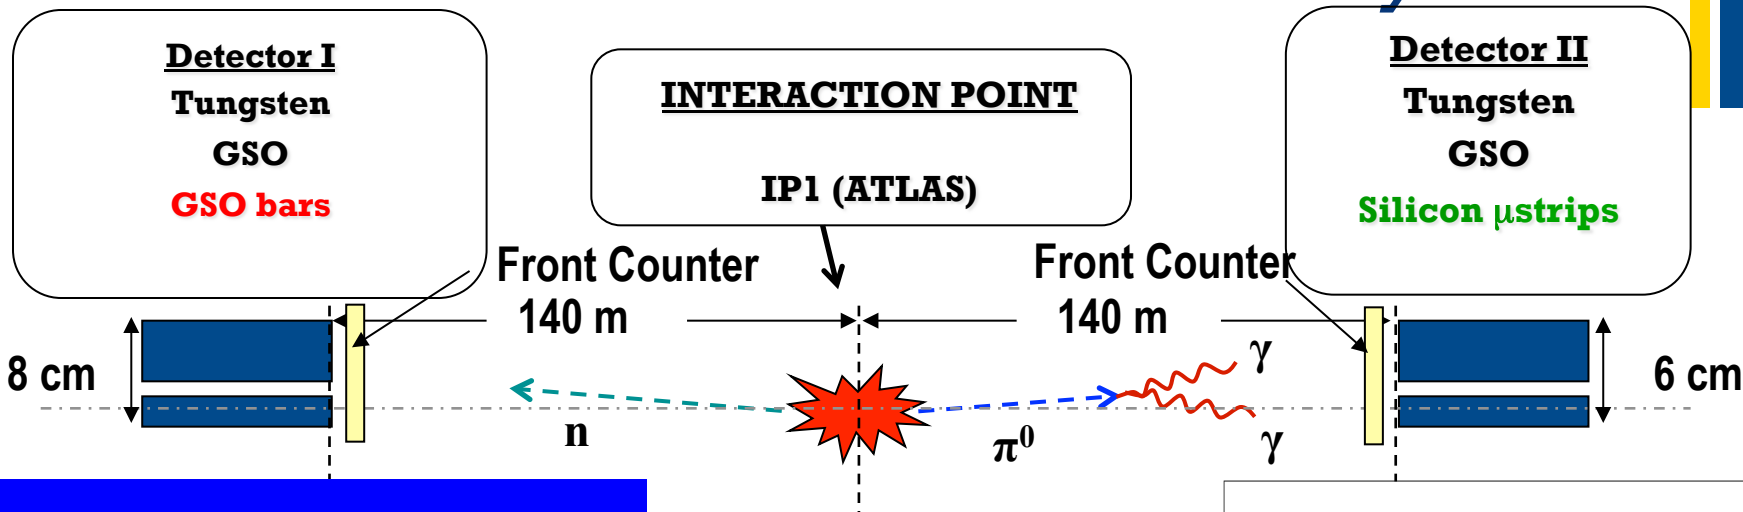 Detector I
Tungsten
GSO
GSO bars
INTERACTION POINT
IP1 (ATLAS)
Detector II
Tungsten
GSO
Silicon μstrips
Front Counter
140 m
Front Counter
140 m
8 cm
6 cm
n
π⁰
γ
γ